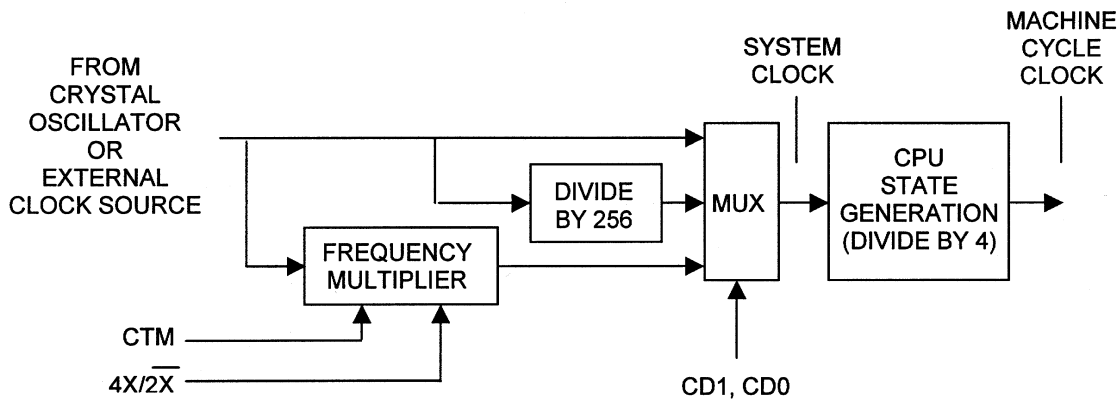 FROM
CRYSTAL
OSCILLATOR
OR
EXTERNAL
CLOCK SOURCE
SYSTEM
CLOCK
MACHINE
CYCLE
CLOCK
DIVIDE
BY 256
MUX
CPU
STATE
GENERATION
(DIVIDE BY 4)
FREQUENCY
MULTIPLIER
CTM
4X/2X̅
CD1, CD0